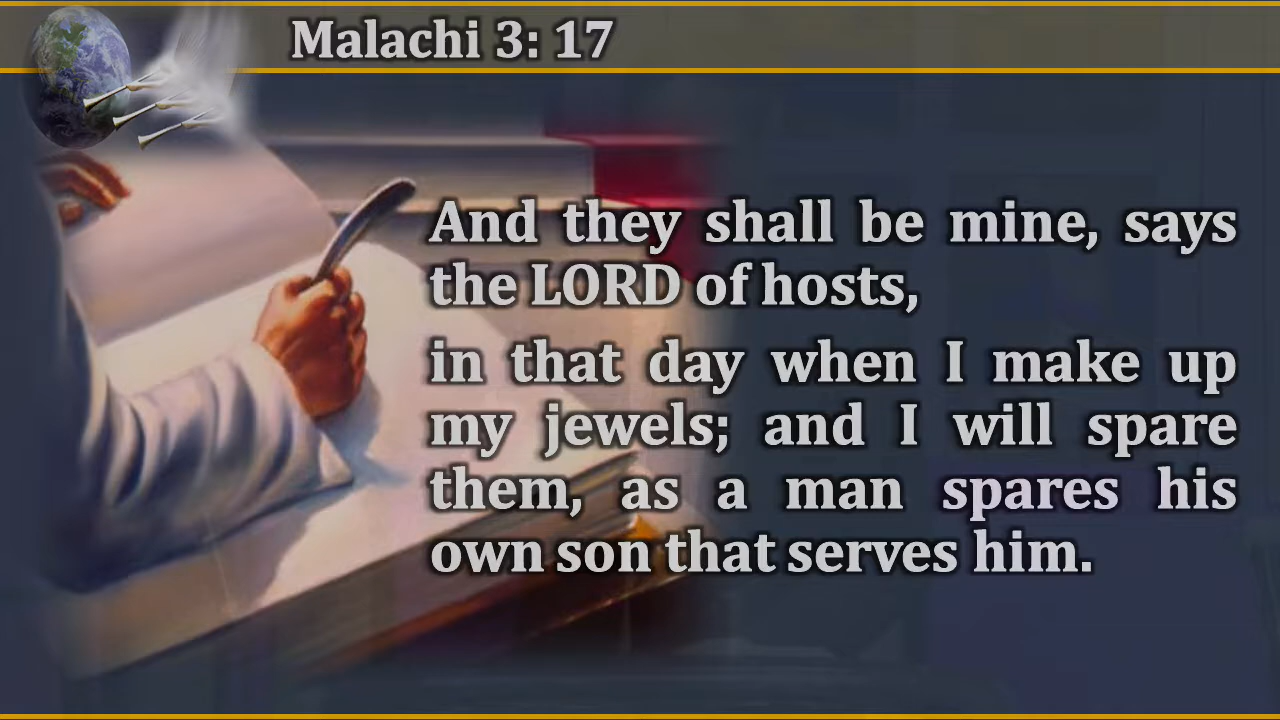 Malachi 3: 17
And they shall be mine, says
the LORD of hosts,
in that day when I make up
my jewels; and I will spare
them, as a man spares his
own son that serves him.